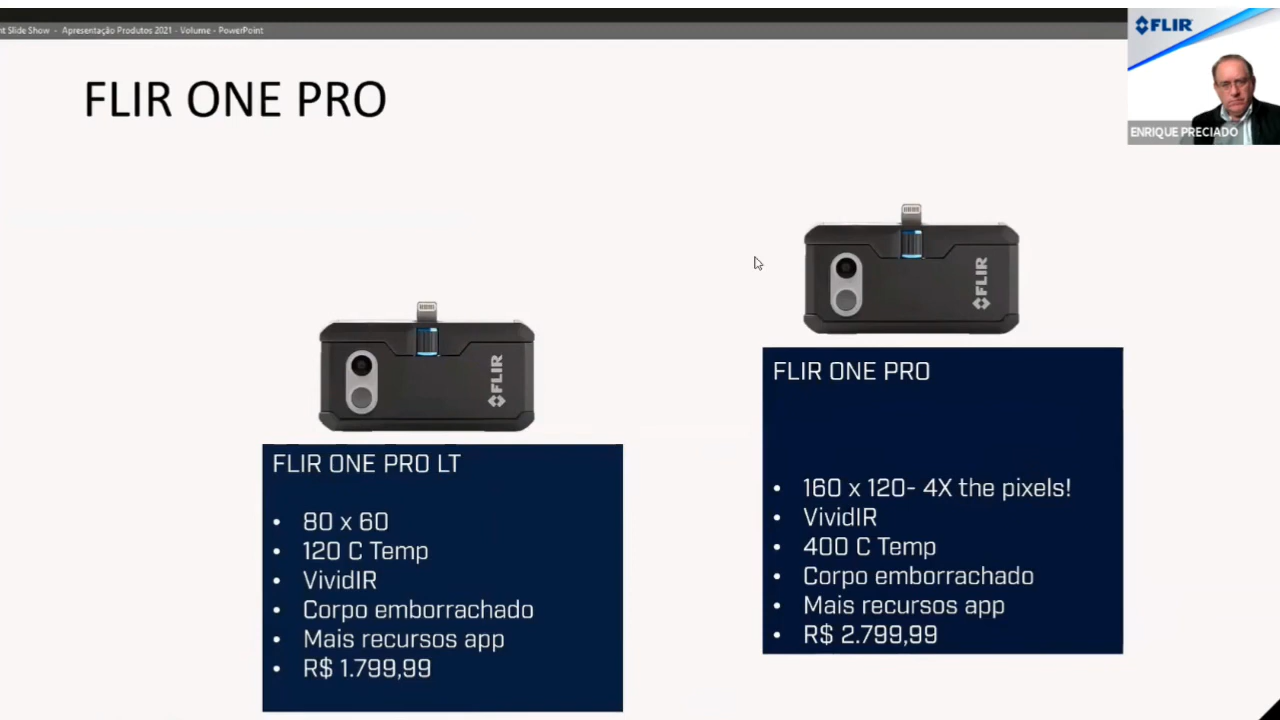 nt Slide Show - Apresentação Produtos 2021 - Volume - PowerPoint
FLIR
ENRIQUE PRECIADO
FLIR ONE PRO
FLIR
FLIR
FLIR ONE PRO LT
• 80 x 60
• 120 C Temp
• VividIR
• Corpo emborrachado
• Mais recursos app
• R$ 1.799,99
FLIR ONE PRO
• 160 x 120- 4X the pixels!
• VividIR
• 400 C Temp
• Corpo emborrachado
• Mais recursos app
• R$ 2.799,99